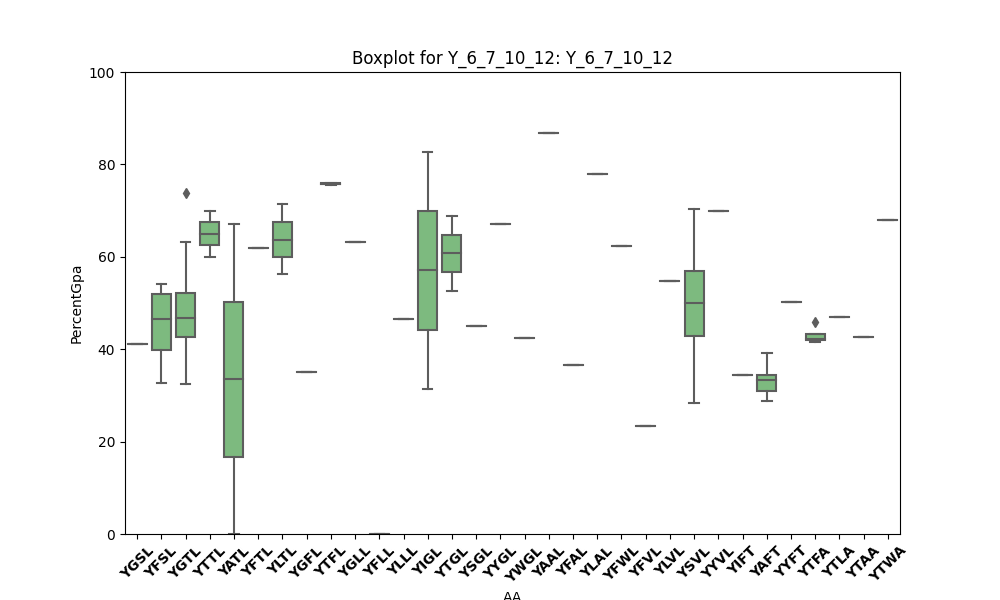 Boxplot for Y_6_7_10_12: Y_6_7_10_12
100
80
60
40
20
0
PercentGpa
YGSL YFSL YGTL YTTL YATL YFTL YLTL YGFL YTFL YGLL YFLL YLLL YIGL YTGL YSGL YYGL YWGL YAAL YFAL YLAL YFWL YFVL YLVL YSVL YYVL YIFT YAFT YYFT YTFA YTLA YTAA YTWA
AA